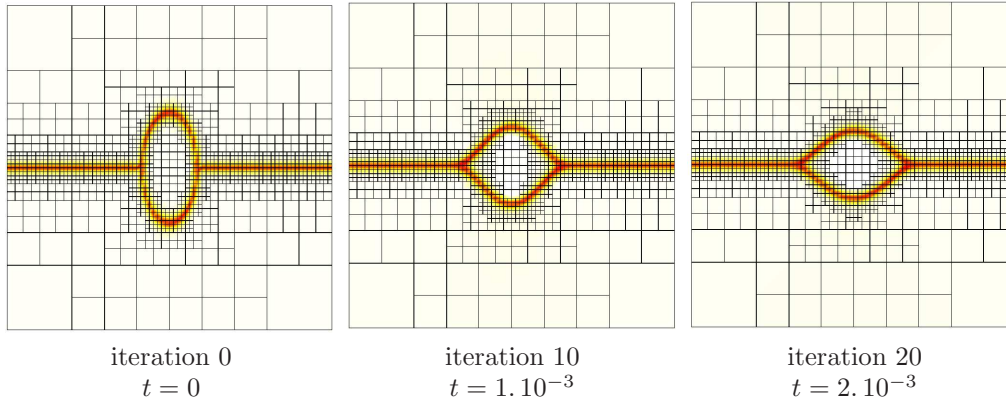 iteration 0
t = 0
iteration 10
t = 1. 10⁻³
iteration 20
t = 2. 10⁻³